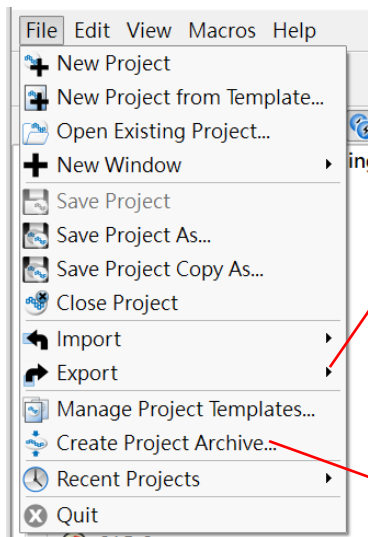 File Edit View Macros Help
New Project
New Project from Template...
Open Existing Project...
New Window
Save Project
Save Project As...
Save Project Copy As...
Close Project
Import
Export
Manage Project Templates...
Create Project Archive...
Recent Projects
Quit